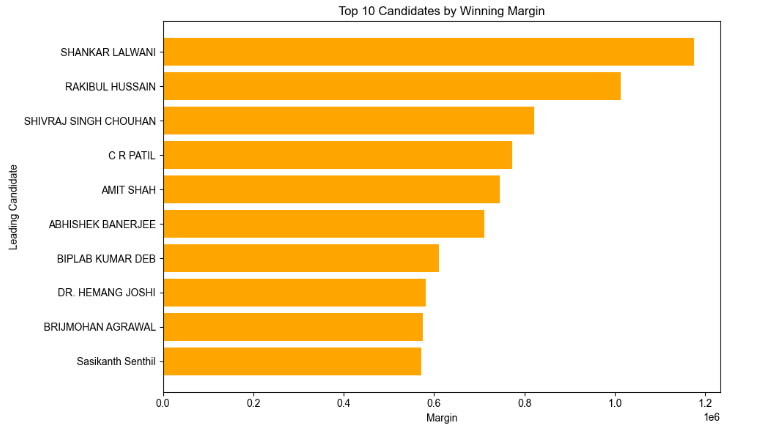 Top 10 Candidates by Winning Margin
SHANKAR LALWANI
RAKIBUL HUSSAIN
SHIVRAJ SINGH CHOUHAN
C R PATIL
AMIT SHAH
ABHISHEK BANERJEE
BIPLAB KUMAR DEB
DR. HEMANG JOSHI
BRIJMOHAN AGRAWAL
Sasikanth Senthil
Leading Candidate
0.0 0.2 0.4 0.6 0.8 1.0 1.2
1e6
Margin